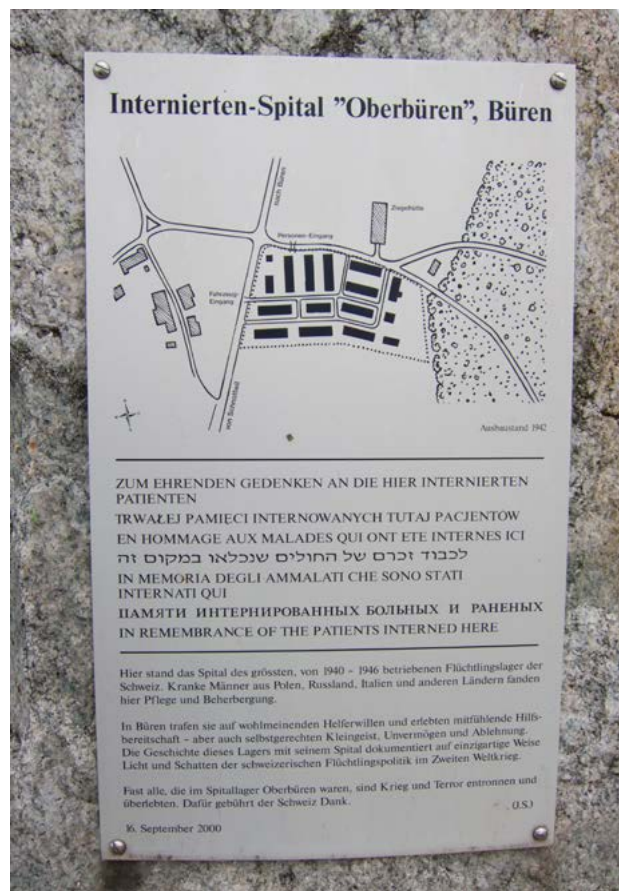 Internierten-Spital "Oberbüren", Büren
nach Büren
Ziegelhütte
Personen-Eingang
Fahrzeug-
Eingang
von Schnottwil
Ausbaustand 1942
ZUM EHRENDEN GEDENKEN AN DIE HIER INTERNIERTEN
PATIENTEN
TRWAŁEJ PAMIĘCI INTERNOWANYCH TUTAJ PACJENTÓW
EN HOMMAGE AUX MALADES QUI ONT ETE INTERNES ICI
לכבוד זכרם של החולים שנכלאו במקום זה
IN MEMORIA DEGLI AMMALATI CHE SONO STATI
INTERNATI QUI
ПАМЯТИ ИНТЕРНИРОВАННЫХ БОЛЬНЫХ И РАНЕНЫХ
IN REMEMBRANCE OF THE PATIENTS INTERNED HERE
Hier stand das Spital des grössten, von 1940 - 1946 betriebenen Flüchtlingslager der
Schweiz. Kranke Männer aus Polen, Russland, Italien und anderen Ländern fanden
hier Pflege und Beherbergung.
In Büren trafen sie auf wohlmeinenden Helferwillen und erlebten mitfühlende Hilfs-
bereitschaft – aber auch selbstgerechten Kleingeist, Unvermögen und Ablehnung.
Die Geschichte dieses Lagers mit seinem Spital dokumentiert auf einzigartige Weise
Licht und Schatten der schweizerischen Flüchtlingspolitik im Zweiten Weltkrieg.
Fast alle, die im Spitallager Oberbüren waren, sind Krieg und Terror entronnen und
überlebten. Dafür gebührt der Schweiz Dank.
(J.S.)
16. September 2000